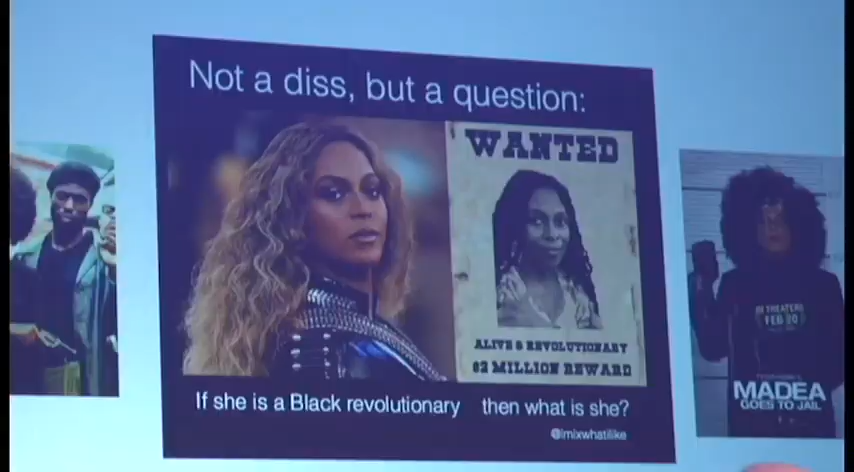 Not a diss, but a question:
WANTED
ALIVE & REVOLUTIONARY
$2 MILLION REWARD
If she is a Black revolutionary then what is she?
@imixwhatilike
IN THEATERS
FEB 20
MADEA
GOES TO JAIL